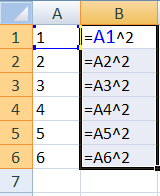 A B
1 1 =A1^2
2 2 =A2^2
3 3 =A3^2
4 4 =A4^2
5 5 =A5^2
6 6 =A6^2
7